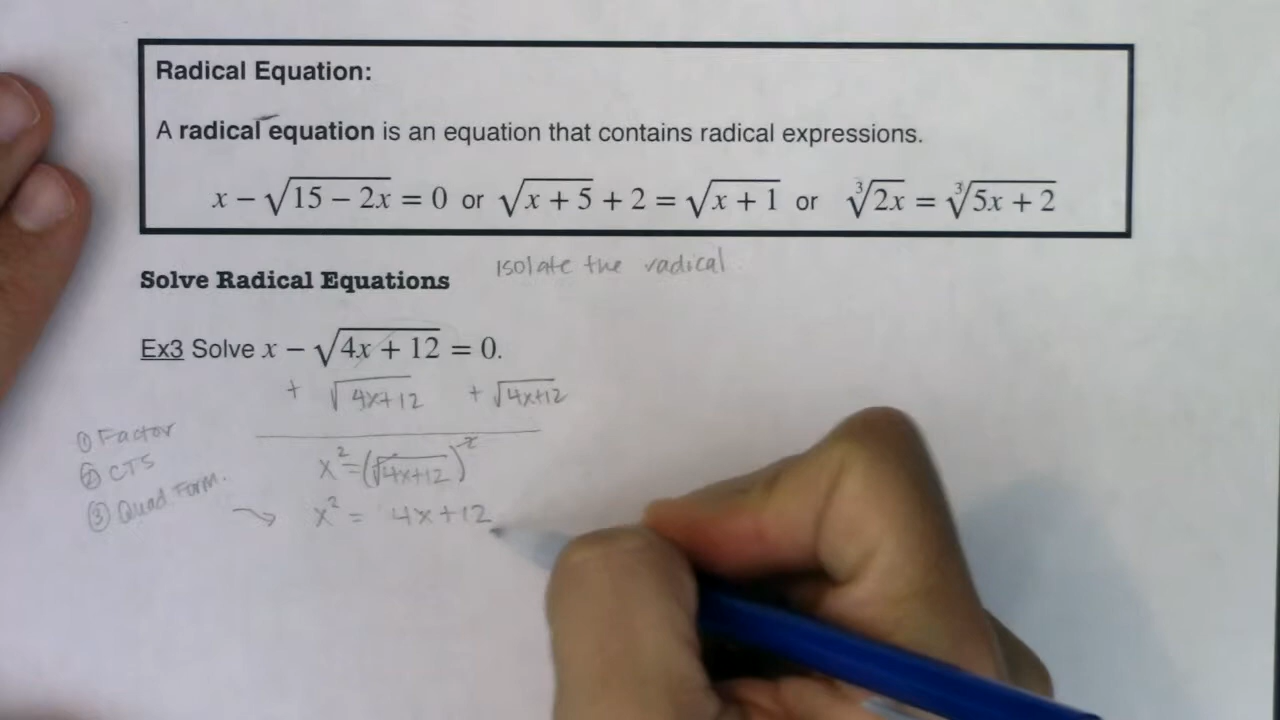 Radical Equation:
A radical equation is an equation that contains radical expressions.
x − √(15 − 2x) = 0 or √(x + 5) + 2 = √(x + 1) or ∛(2x) = ∛(5x + 2)
Isolate the radical
Solve Radical Equations
Ex3 Solve x − √(4x + 12) = 0.
+ √(4x+12) + √(4x+12)
① Factor
② CTS
③ Quad Form.
x² = (√(4x+12))²
→ x² = 4x+12